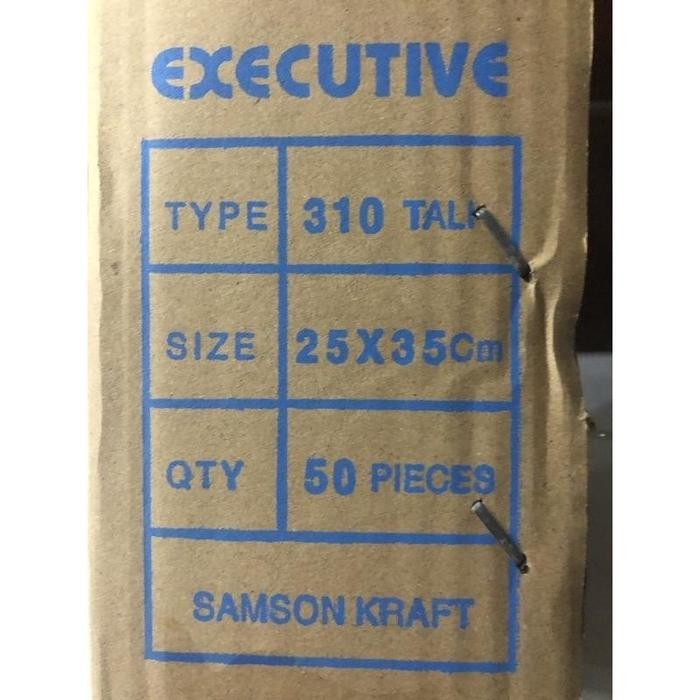 EXECUTIVE
TYPE 310
SIZE 25X35Cm
QTY 50 PIECES
SAMSON KRAFT